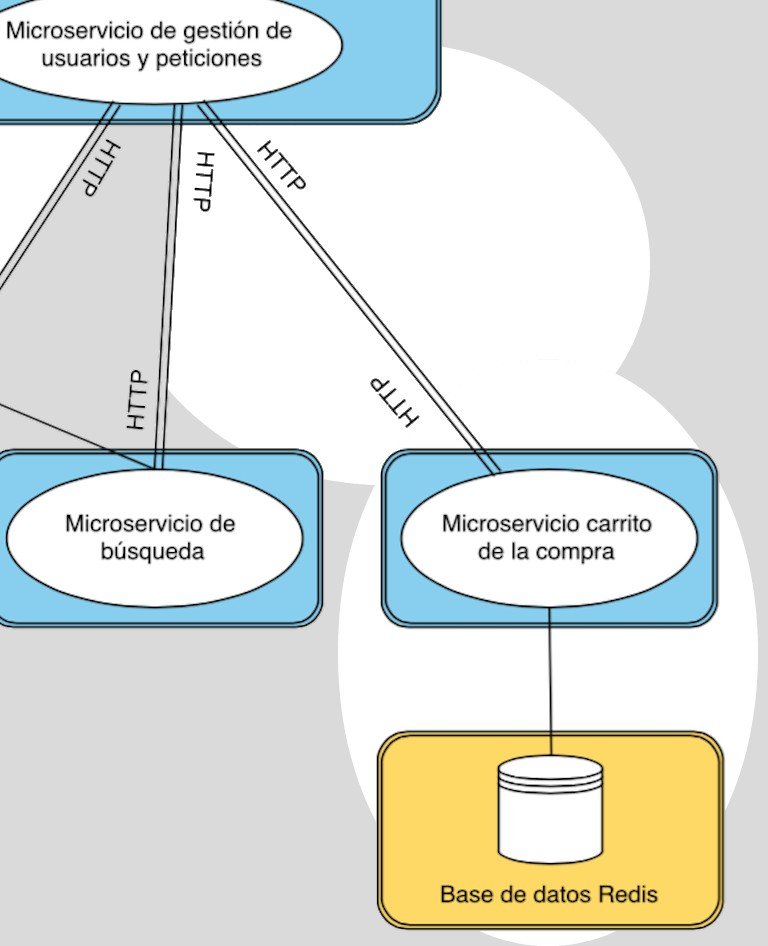 Microservicio de gestión de
usuarios y peticiones
HTTP
HTTP
HTTP
HTTP
HTTP
Microservicio de
búsqueda
Microservicio carrito
de la compra
Base de datos Redis